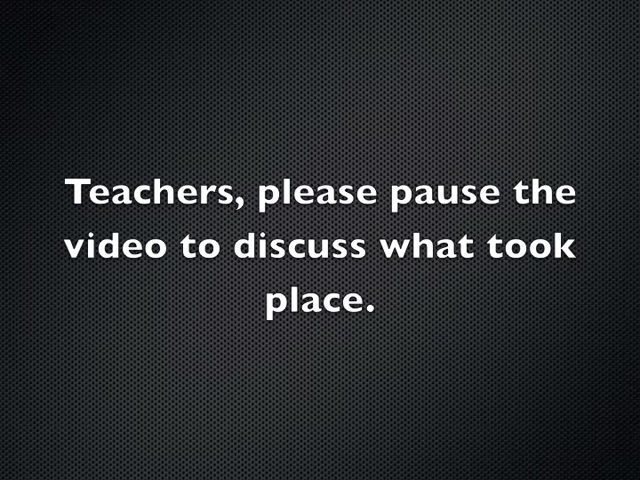 Teachers, please pause the
video to discuss what took
place.